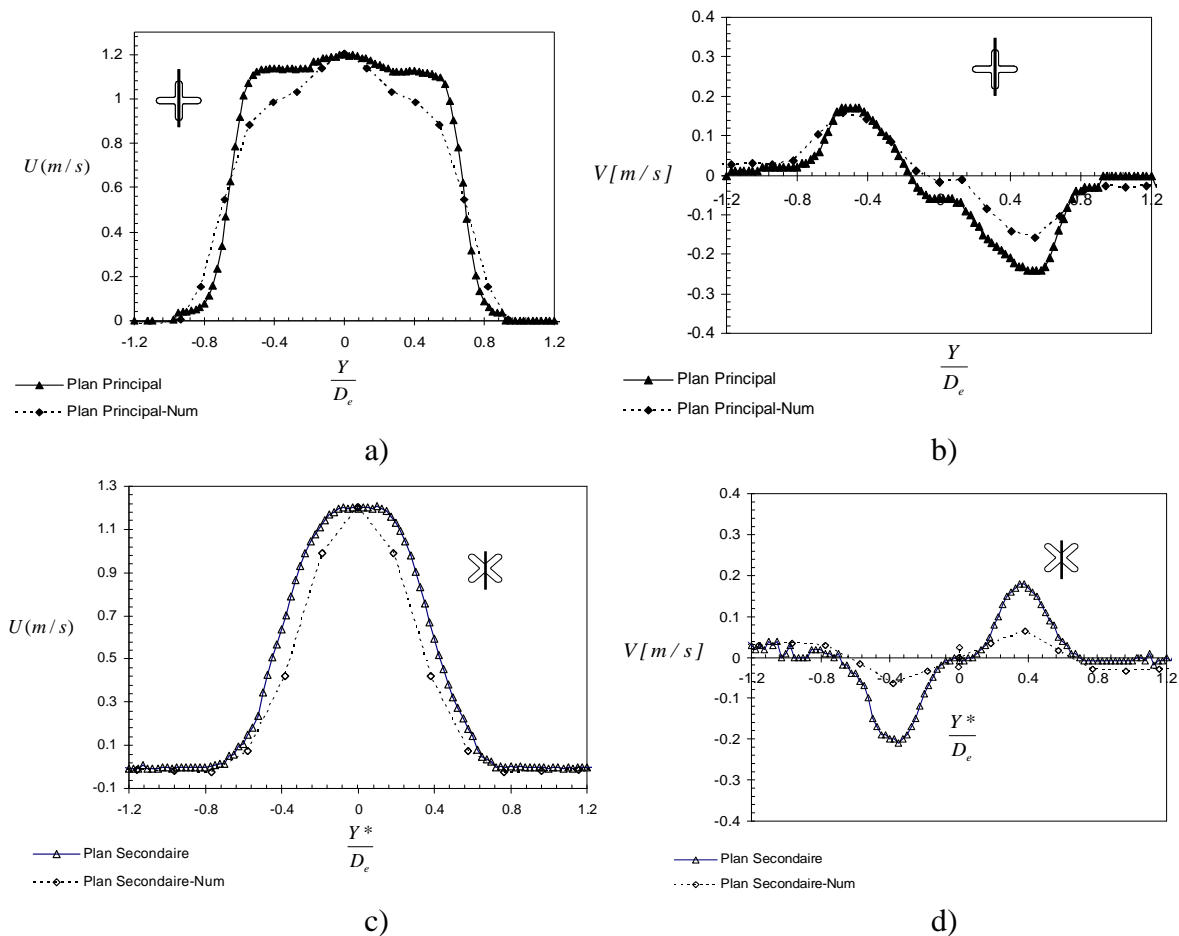 1.2
1
0.8
0.6
0.4
0.2
0
-1.2 -0.8 -0.4 0 0.4 0.8 1.2
U(m/s)
Y
D_e
Plan Principal
Plan Principal-Num
a)
0.4
0.3
0.2
0.1
0
-0.1
-0.2
-0.3
-0.4
-1.2 -0.8 -0.4 0 0.4 0.8 1.2
V[m/s]
Y
D_e
Plan Principal
Plan Principal-Num
b)
1.3
1.1
0.9
0.7
0.5
0.3
0.1
-0.1
-1.2 -0.8 -0.4 0 0.4 0.8 1.2
U(m/s)
Y*
D_e
Plan Secondaire
Plan Secondaire-Num
c)
0.4
0.3
0.2
0.1
0
-0.1
-0.2
-0.3
-0.4
-1.2 -0.8 -0.4 0 0.4 0.8 1.2
V[m/s]
Y*
D_e
Plan Secondaire
Plan Secondaire-Num
d)